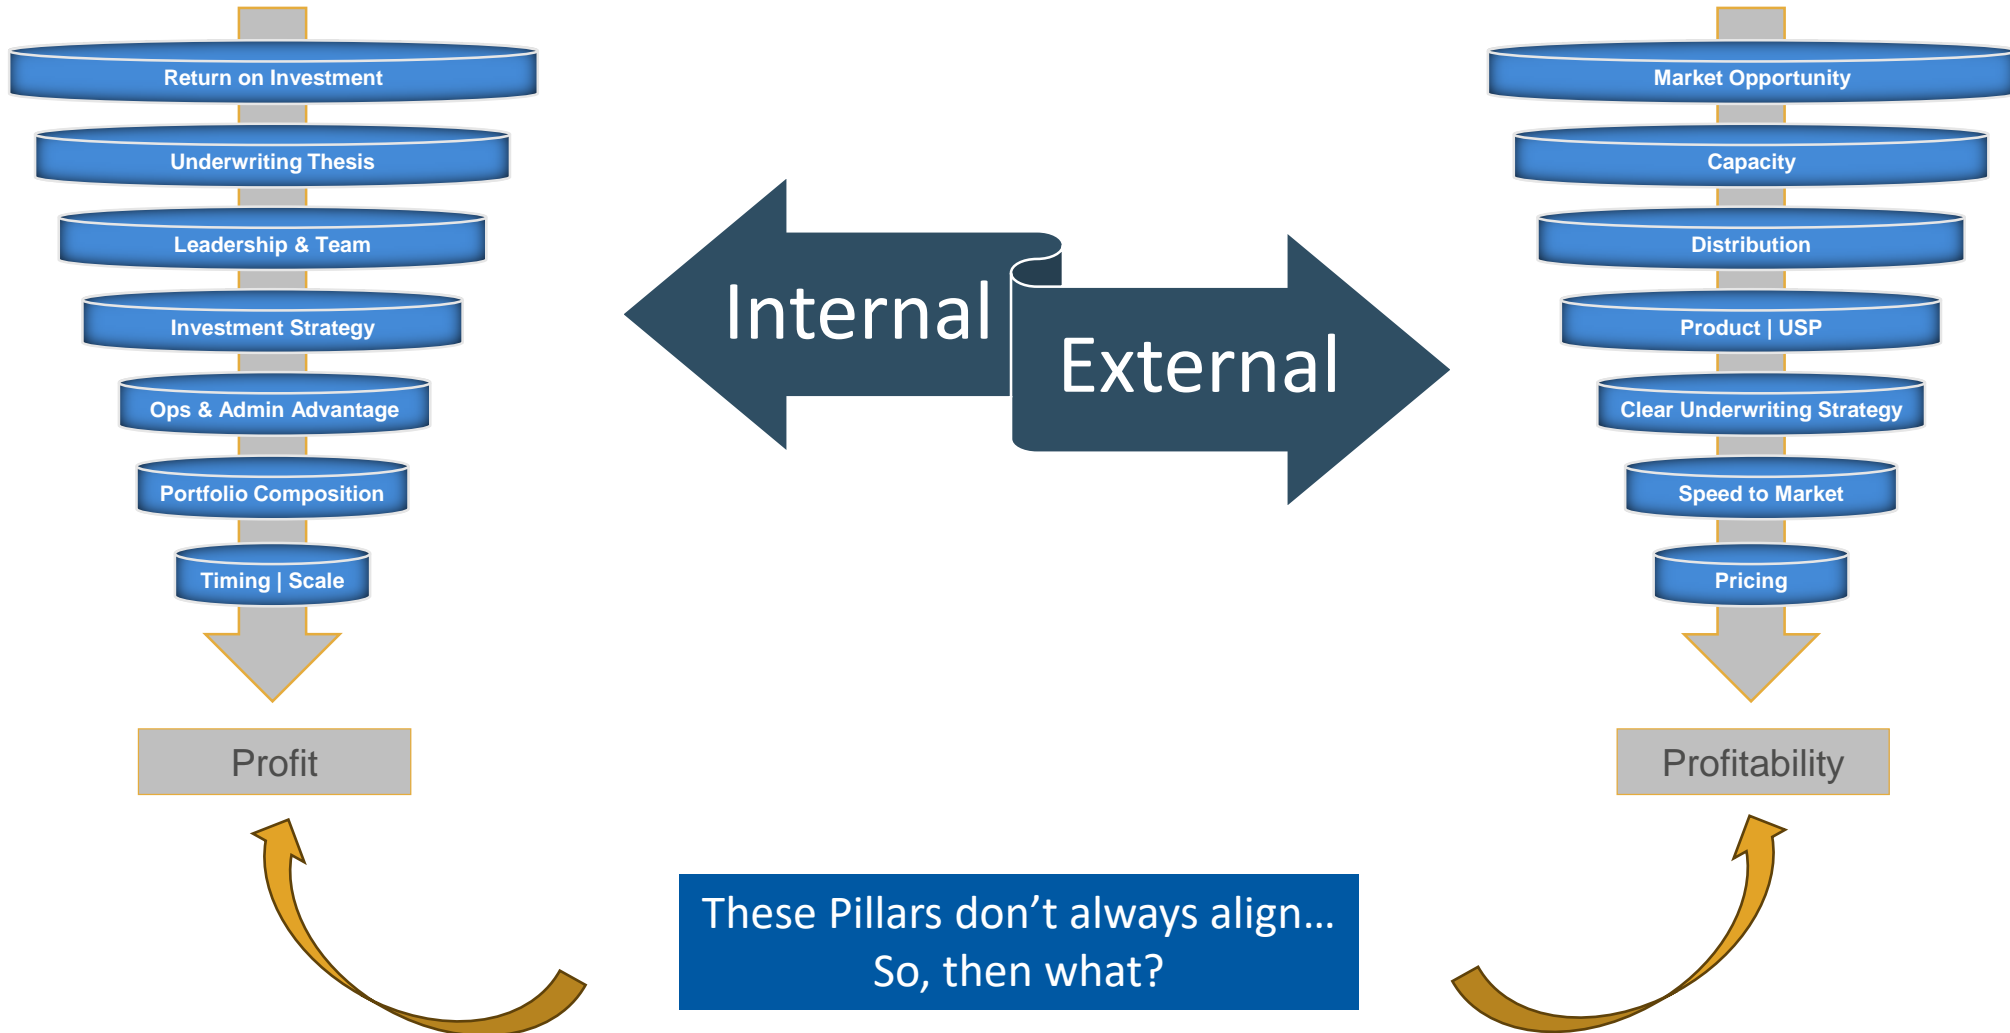 Return on Investment
Underwriting Thesis
Leadership & Team
Investment Strategy
Ops & Admin Advantage
Portfolio Composition
Timing | Scale
Profit
Internal
External
Market Opportunity
Capacity
Distribution
Product | USP
Clear Underwriting Strategy
Speed to Market
Pricing
Profitability
These Pillars don’t always align…
So, then what?